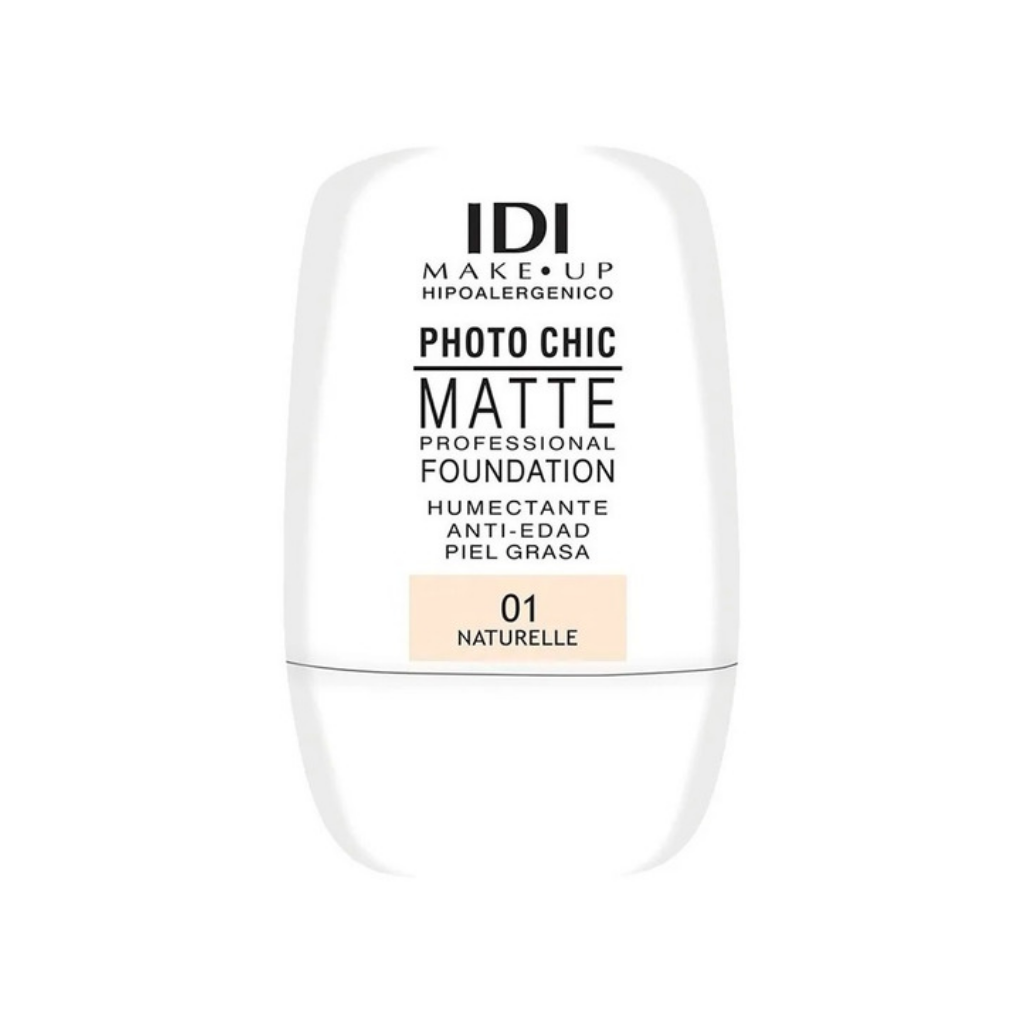 IDI
MAKE•UP
HIPOALERGENICO
PHOTO CHIC
MATTE
PROFESSIONAL
FOUNDATION
HUMECTANTE
ANTI-EDAD
PIEL GRASA
01
NATURELLE